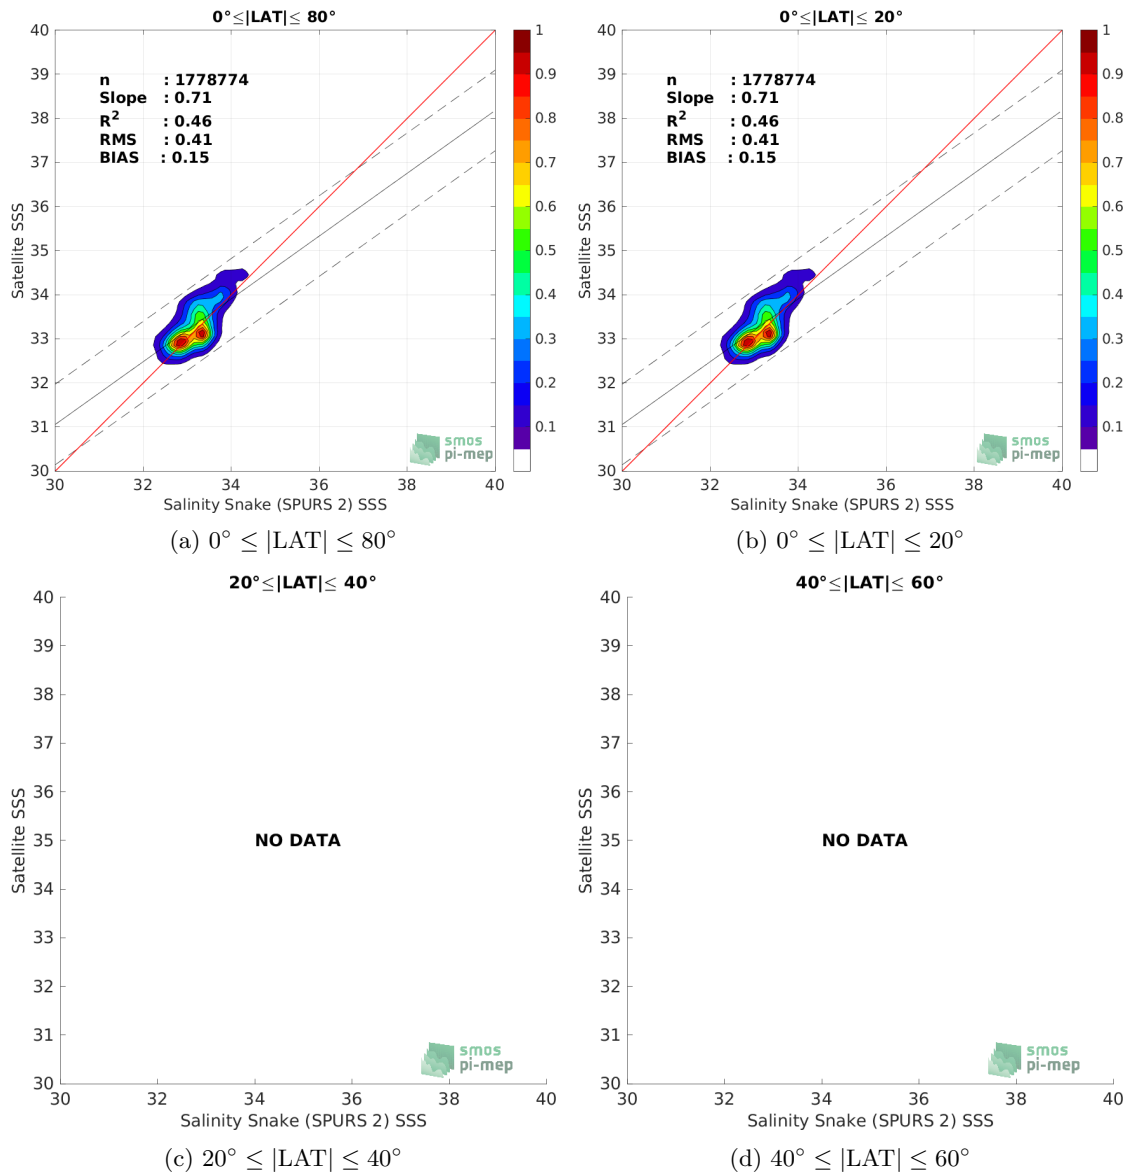 0°≤|LAT|≤ 80°
40
39
38
37
36
35
34
33
32
31
30
Satellite SSS
n : 1778774
Slope : 0.71
R² : 0.46
RMS : 0.41
BIAS : 0.15
1
0.9
0.8
0.7
0.6
0.5
0.4
0.3
0.2
0.1
smos
pi-mep
30 32 34 36 38 40
Salinity Snake (SPURS 2) SSS
(a) 0° ≤ |LAT| ≤ 80°
0°≤|LAT|≤ 20°
40
39
38
37
36
35
34
33
32
31
30
Satellite SSS
n : 1778774
Slope : 0.71
R² : 0.46
RMS : 0.41
BIAS : 0.15
1
0.9
0.8
0.7
0.6
0.5
0.4
0.3
0.2
0.1
smos
pi-mep
30 32 34 36 38 40
Salinity Snake (SPURS 2) SSS
(b) 0° ≤ |LAT| ≤ 20°
20°≤|LAT|≤ 40°
40
39
38
37
36
35
34
33
32
31
30
Satellite SSS
NO DATA
smos
pi-mep
30 32 34 36 38 40
Salinity Snake (SPURS 2) SSS
(c) 20° ≤ |LAT| ≤ 40°
40°≤|LAT|≤ 60°
40
39
38
37
36
35
34
33
32
31
30
Satellite SSS
NO DATA
smos
pi-mep
30 32 34 36 38 40
Salinity Snake (SPURS 2) SSS
(d) 40° ≤ |LAT| ≤ 60°